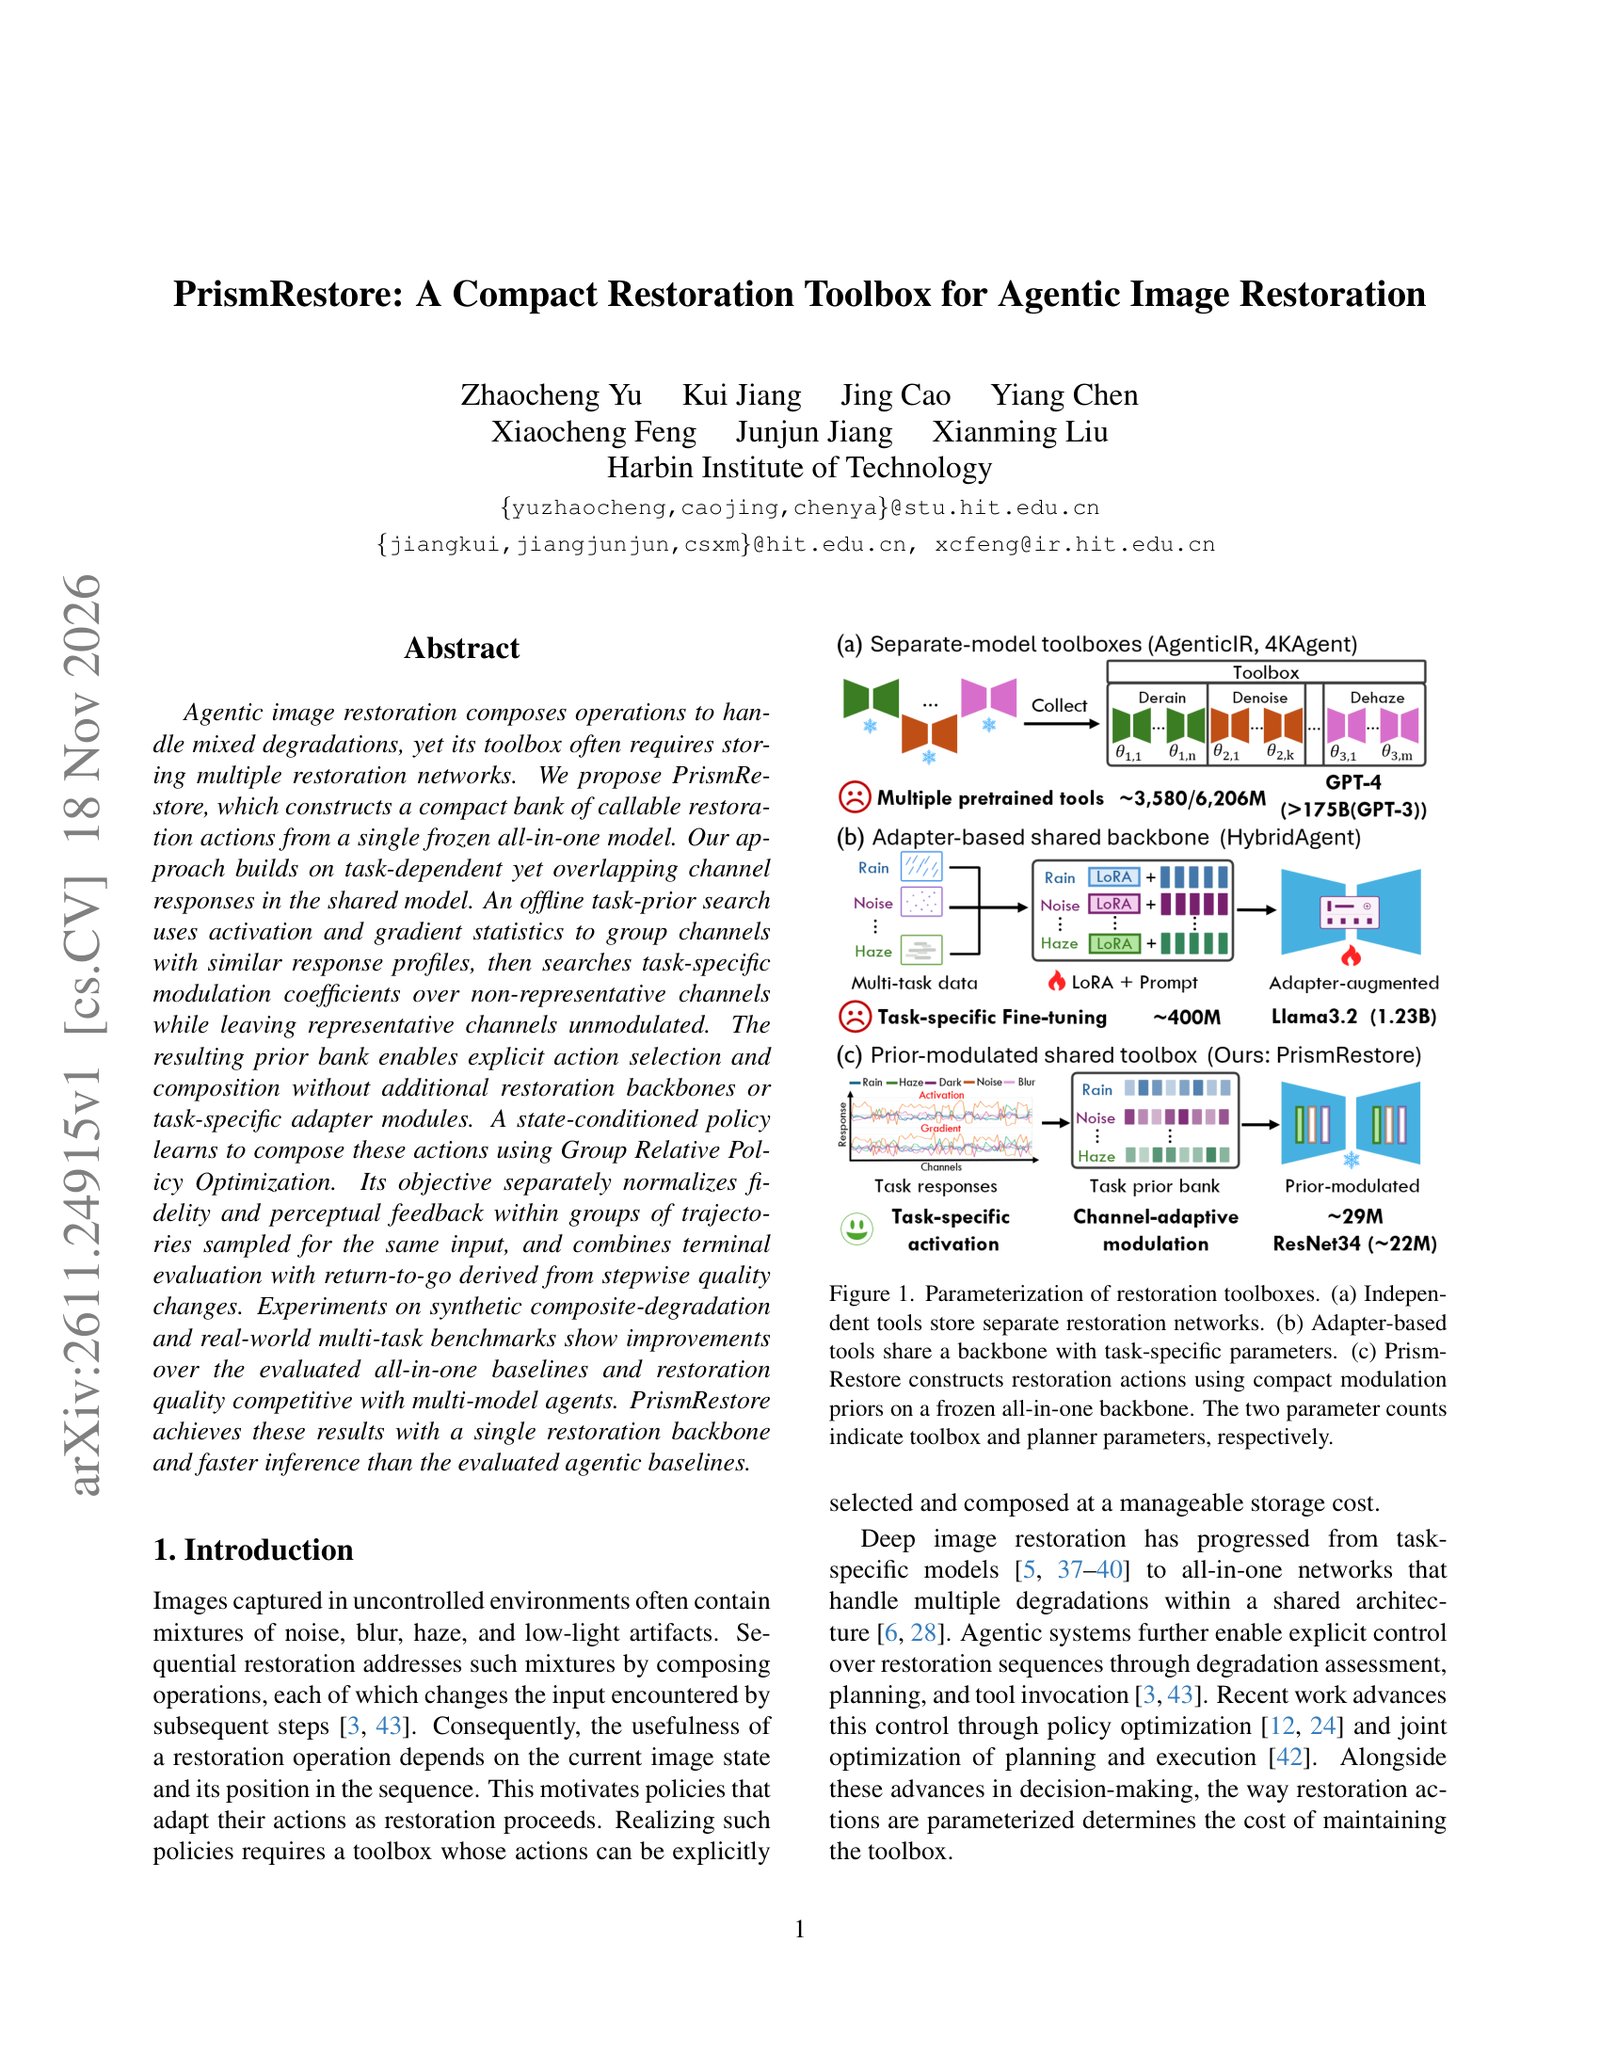 PrismRestore: A Compact Restoration Toolbox for Agentic Image Restoration
Zhaocheng Yu Kui Jiang Jing Cao Yiang Chen
Xiaocheng Feng Junjun Jiang Xianming Liu
Harbin Institute of Technology
{yuzhaocheng,caojing,chenya}@stu.hit.edu.cn
{jiangkui,jiangjunjun,csxm}@hit.edu.cn, xcfeng@ir.hit.edu.cn
arXiv:2611.24915v1 [cs.CV] 18 Nov 2026
Abstract
Agentic image restoration composes operations to han-
dle mixed degradations, yet its toolbox often requires stor-
ing multiple restoration networks. We propose PrismRe-
store, which constructs a compact bank of callable restora-
tion actions from a single frozen all-in-one model. Our ap-
proach builds on task-dependent yet overlapping channel
responses in the shared model. An offline task-prior search
uses activation and gradient statistics to group channels
with similar response profiles, then searches task-specific
modulation coefficients over non-representative channels
while leaving representative channels unmodulated. The
resulting prior bank enables explicit action selection and
composition without additional restoration backbones or
task-specific adapter modules. A state-conditioned policy
learns to compose these actions using Group Relative Pol-
icy Optimization. Its objective separately normalizes fi-
delity and perceptual feedback within groups of trajecto-
ries sampled for the same input, and combines terminal
evaluation with return-to-go derived from stepwise quality
changes. Experiments on synthetic composite-degradation
and real-world multi-task benchmarks show improvements
over the evaluated all-in-one baselines and restoration
quality competitive with multi-model agents. PrismRestore
achieves these results with a single restoration backbone
and faster inference than the evaluated agentic baselines.
1. Introduction
Images captured in uncontrolled environments often contain
mixtures of noise, blur, haze, and low-light artifacts. Se-
quential restoration addresses such mixtures by composing
operations, each of which changes the input encountered by
subsequent steps [3, 43]. Consequently, the usefulness of
a restoration operation depends on the current image state
and its position in the sequence. This motivates policies that
adapt their actions as restoration proceeds. Realizing such
policies requires a toolbox whose actions can be explicitly
(a) Separate-model toolboxes (AgenticIR, 4KAgent)
Toolbox
... Collect
Derain Denoise Dehaze
... ... ... ...
θ1,1 θ1,n θ2,1 θ2,k θ3,1 θ3,m
Multiple pretrained tools ~3,580/6,206M
GPT-4
(>175B(GPT-3))
(b) Adapter-based shared backbone (HybridAgent)
Rain
Noise
⋮
Haze
Rain LoRA +
Noise LoRA +
⋮ ⋮
Haze LoRA +
Multi-task data LoRA + Prompt Adapter-augmented
Task-specific Fine-tuning ~400M Llama3.2 (1.23B)
(c) Prior-modulated shared toolbox (Ours: PrismRestore)
Rain Haze Dark Noise Blur
Activation
Response
Gradient
Channels
Rain
Noise
⋮ ⋮
Haze
Task responses Task prior bank Prior-modulated
Task-specific activation
Channel-adaptive modulation
~29M
ResNet34 (~22M)
Figure 1. Parameterization of restoration toolboxes. (a) Indepen-
dent tools store separate restoration networks. (b) Adapter-based
tools share a backbone with task-specific parameters. (c) Prism-
Restore constructs restoration actions using compact modulation
priors on a frozen all-in-one backbone. The two parameter counts
indicate toolbox and planner parameters, respectively.
selected and composed at a manageable storage cost.
Deep image restoration has progressed from task-
specific models [5, 37–40] to all-in-one networks that
handle multiple degradations within a shared architec-
ture [6, 28]. Agentic systems further enable explicit control
over restoration sequences through degradation assessment,
planning, and tool invocation [3, 43]. Recent work advances
this control through policy optimization [12, 24] and joint
optimization of planning and execution [42]. Alongside
these advances in decision-making, the way restoration ac-
tions are parameterized determines the cost of maintaining
the toolbox.
1